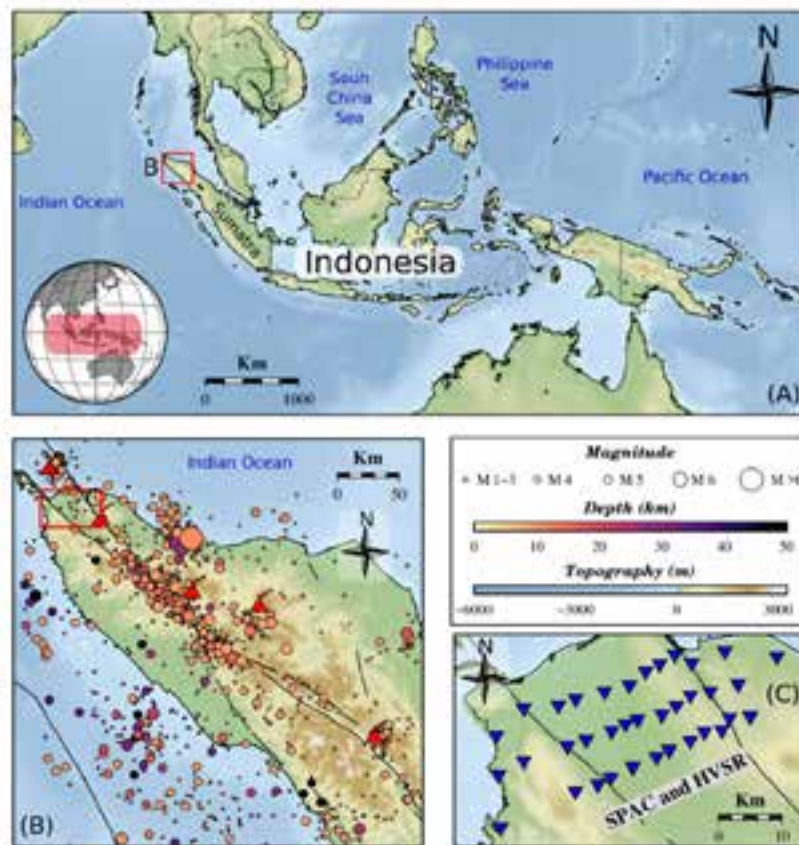 N
Philippine
Sea
Souh
China
Sea
B
Indian Ocean
Pacific Ocean
Sumatra
Indonesia
Km
0 1000
(A)
Indian Ocean
Km
0 50
N
(B)
Magnitude
M 1-3 M 4 M 5 M 6
Depth (km)
0 10 20 30 40 50
Topography (m)
-6000 -3000 0 3000
N
(C)
SPAC and HVSR
Km
0 10